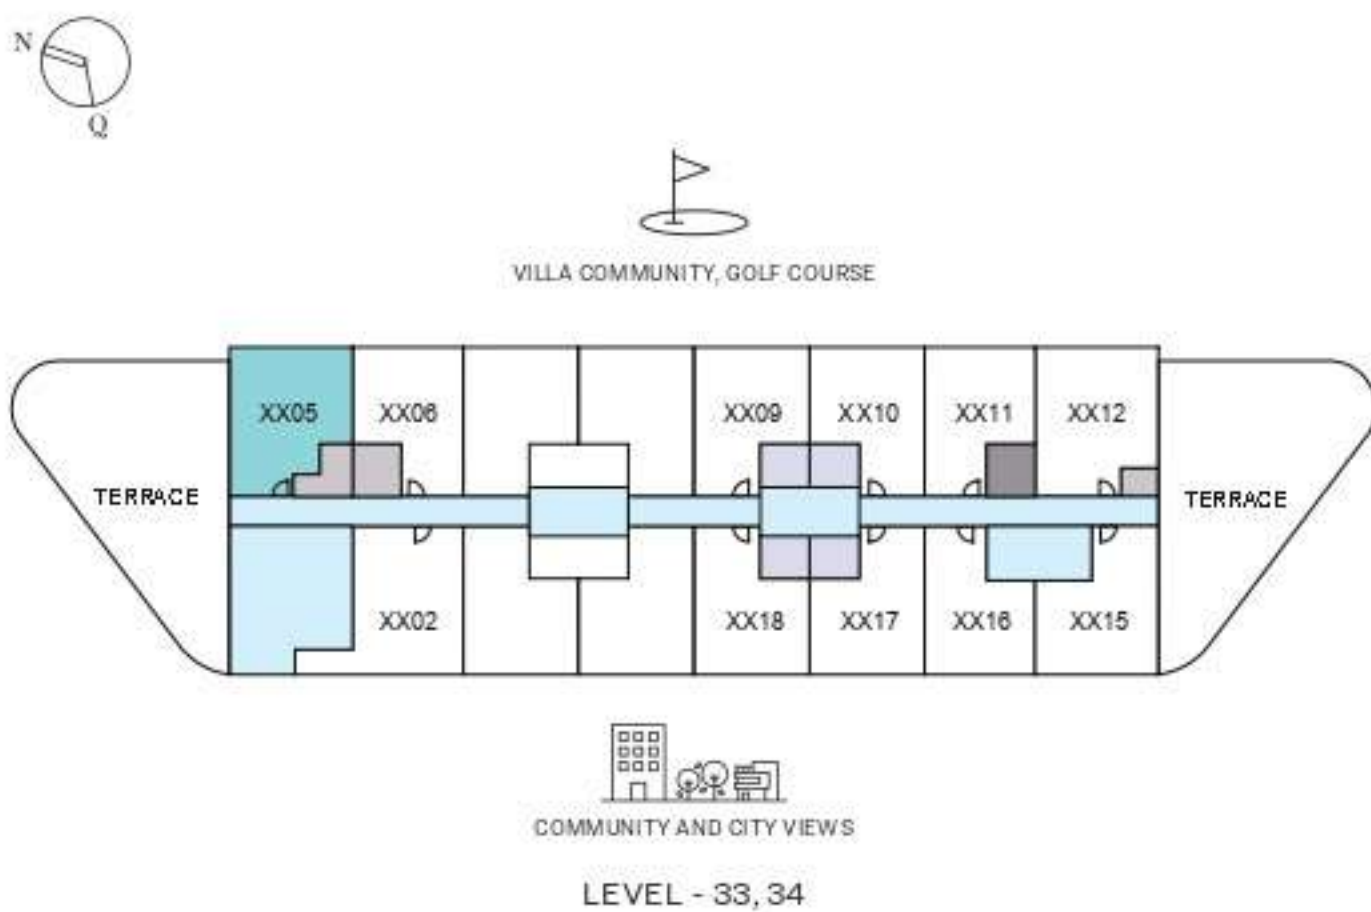 N
Q
VILLA COMMUNITY, GOLF COURSE
XX05 XX06 XX09 XX10 XX11 XX12
TERRACE TERRACE
XX02 XX18 XX17 XX16 XX15
COMMUNITY AND CITY VIEWS
LEVEL - 33, 34